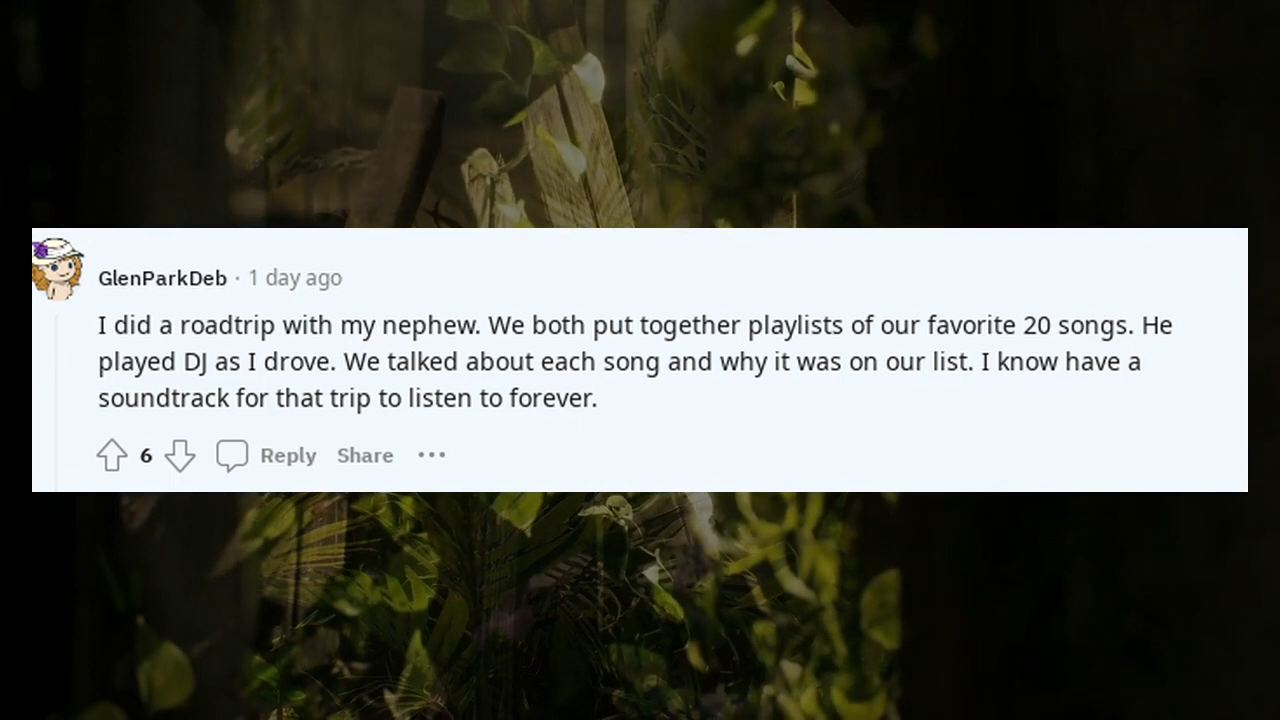 GlenParkDeb · 1 day ago
I did a roadtrip with my nephew. We both put together playlists of our favorite 20 songs. He
played DJ as I drove. We talked about each song and why it was on our list. I know have a
soundtrack for that trip to listen to forever.
6 Reply Share ···